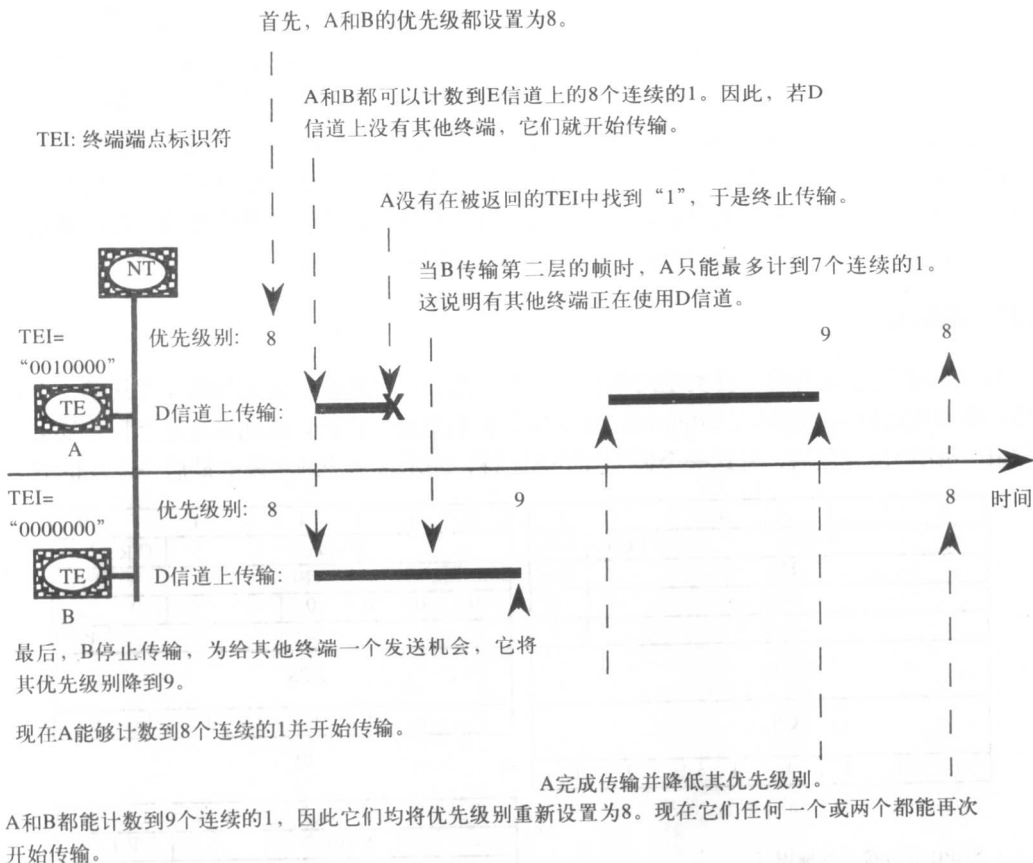 首先，A和B的优先级都设置为8。
A和B都可以计数到E信道上的8个连续的1。因此，若D
信道上没有其他终端，它们就开始传输。
TEI: 终端端点标识符
A没有在被返回的TEI中找到“1”，于是终止传输。
NT
当B传输第二层的帧时，A只能最多计到7个连续的1。
这说明有其他终端正在使用D信道。
TEI=
“0010000”
优先级别: 8
9
8
TE
A
D信道上传输:
X
TEI=
“0000000”
优先级别: 8
9
8
时间
TE
B
D信道上传输:
最后，B停止传输，为给其他终端一个发送机会，它将
其优先级别降到9。
现在A能够计数到8个连续的1并开始传输。
A完成传输并降低其优先级别。
A和B都能计数到9个连续的1，因此它们均将优先级别重新设置为8。现在它们任何一个或两个都能再次
开始传输。